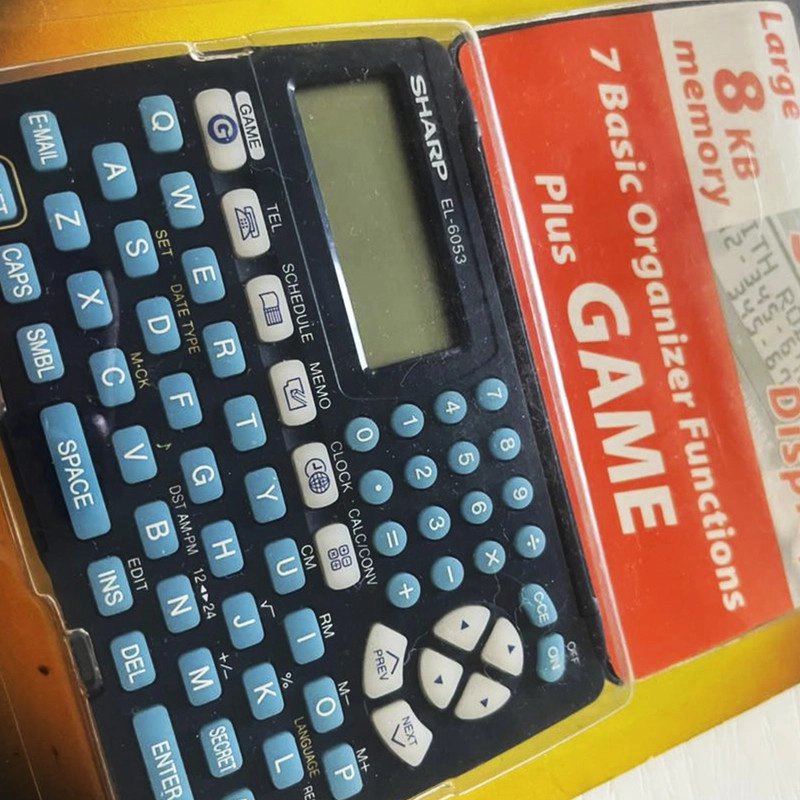 Large
8 KB
memory
7 Basic Organizer Functions
Plus GAME
SHARP EL-6053
GAME
G
TEL
SCHEDULE
MEMO
CLOCK
CALC/CONV
7 8 9 ÷
4 5 6 ×
1 2 3 −
0 • = +
C·CE
OFF
ON
PREV
NEXT
CM
RM
M−
M+
Q W E R T Y U I O P
SET
DATE TYPE
DST AM·PM
12◀▶24
√
+/−
%
LANGUAGE
E-MAIL
A S D F G H J K L
M·CK
♪
EDIT
Z X C V B N M
SECRET
CAPS
SMBL
SPACE
INS
DEL
ENTER